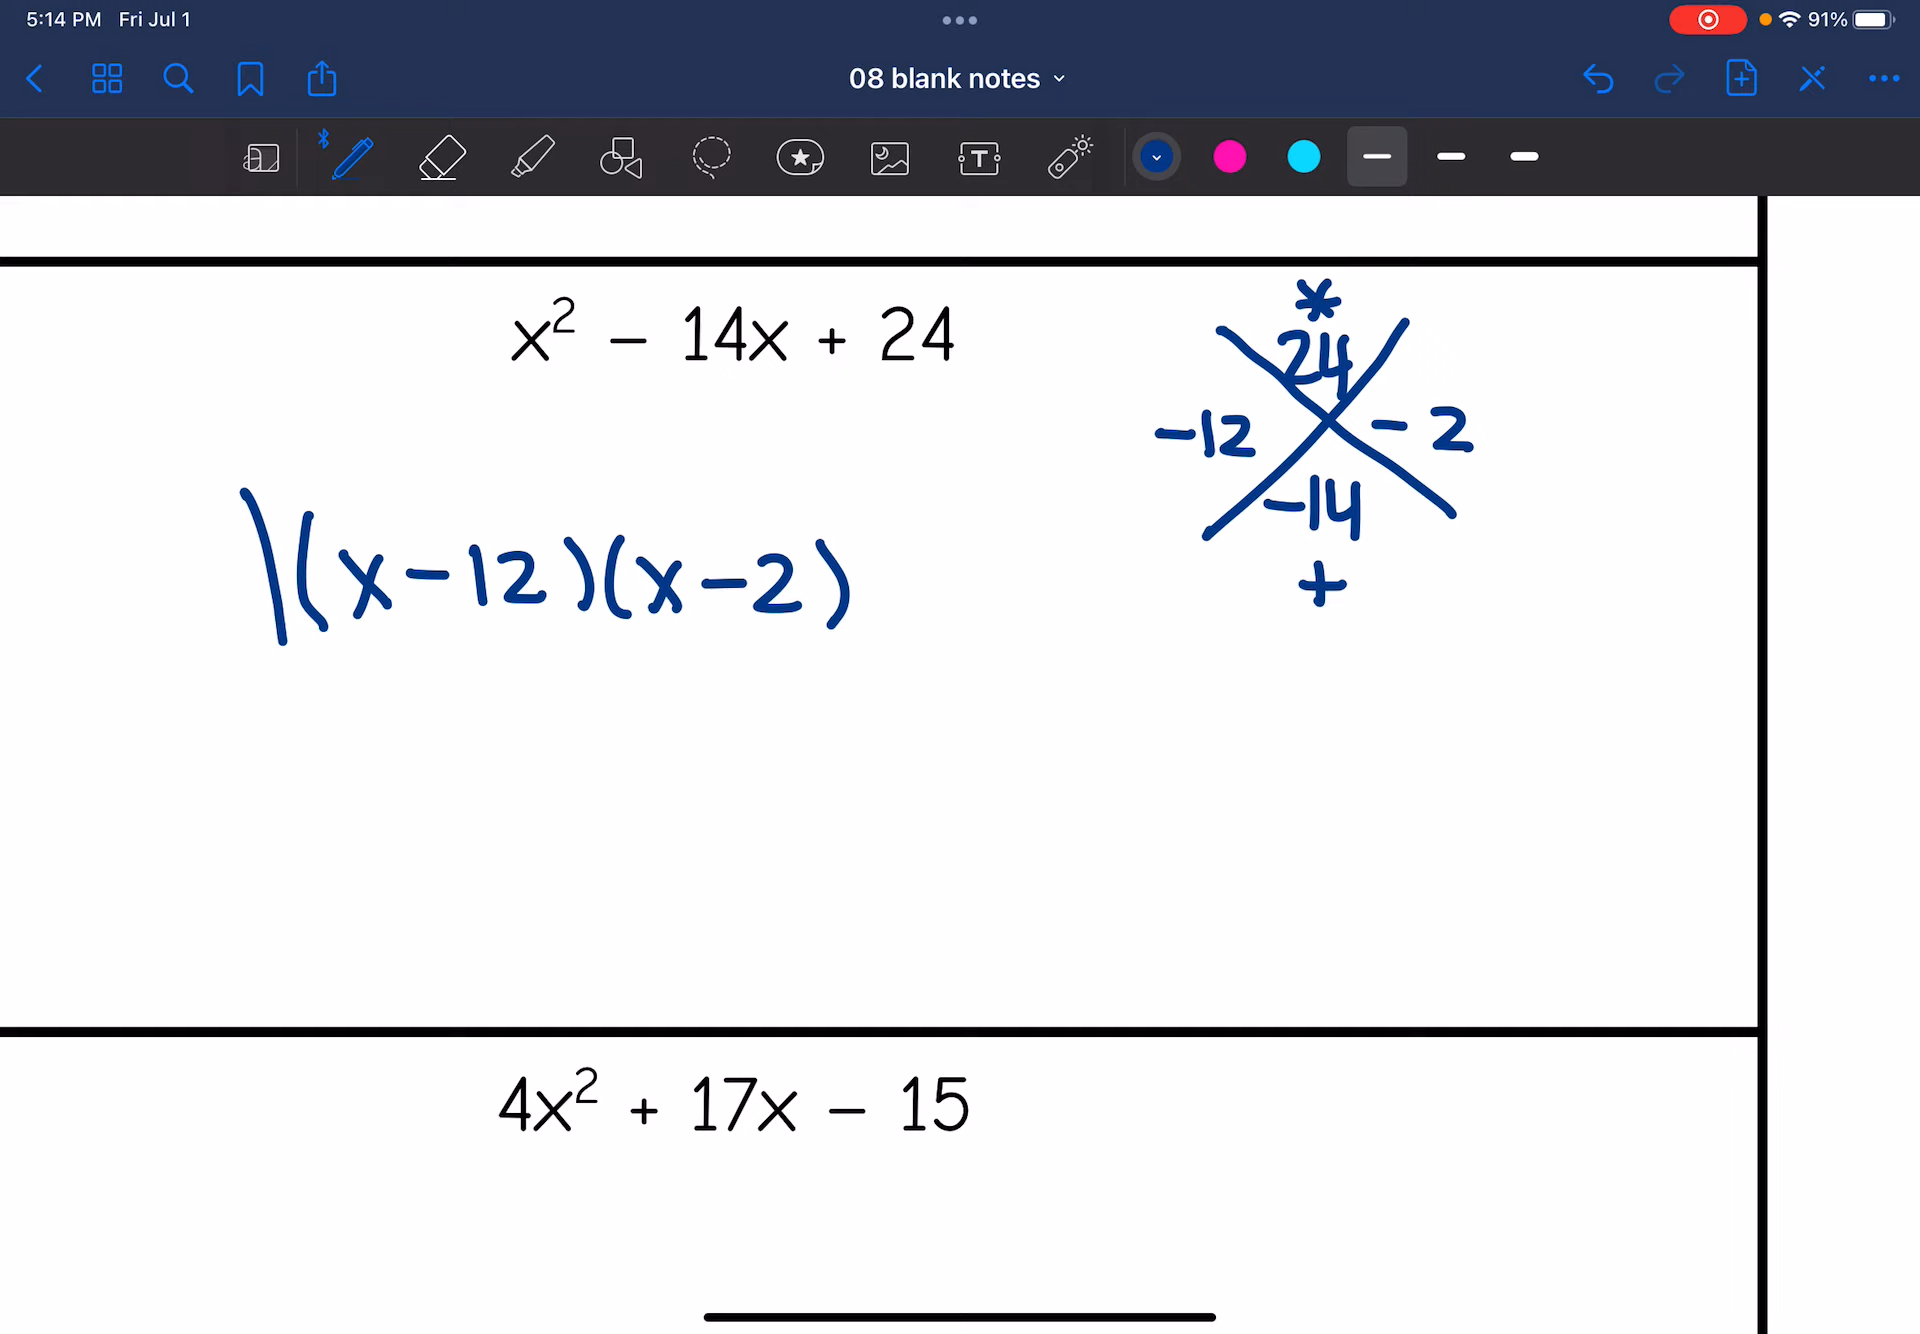 5:14 PM Fri Jul 1
91%
08 blank notes
T
x² − 14x + 24
*
24
-12
- 2
-14
+
(x-12)(x-2)
4x² + 17x − 15